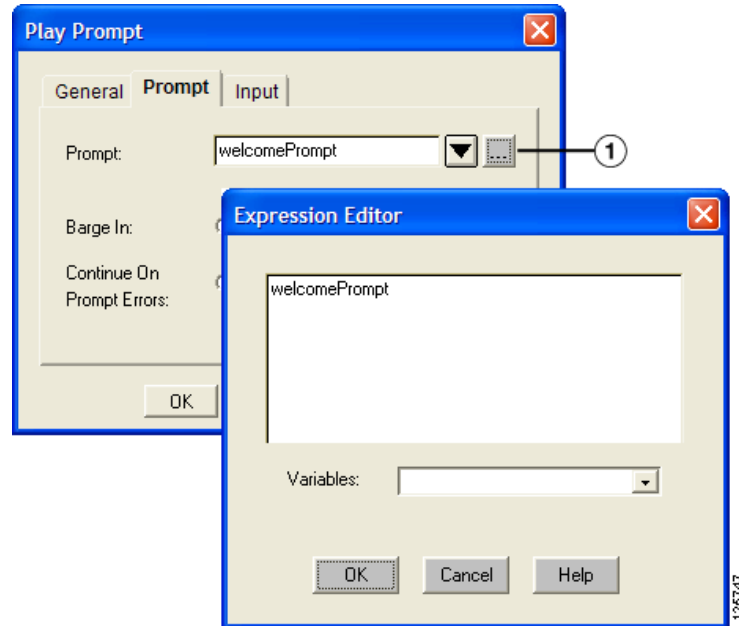 Play Prompt
General Prompt Input
Prompt: welcomePrompt ... 1
Barge In:
Continue On
Prompt Errors:
OK
Expression Editor
welcomePrompt
Variables:
OK Cancel Help